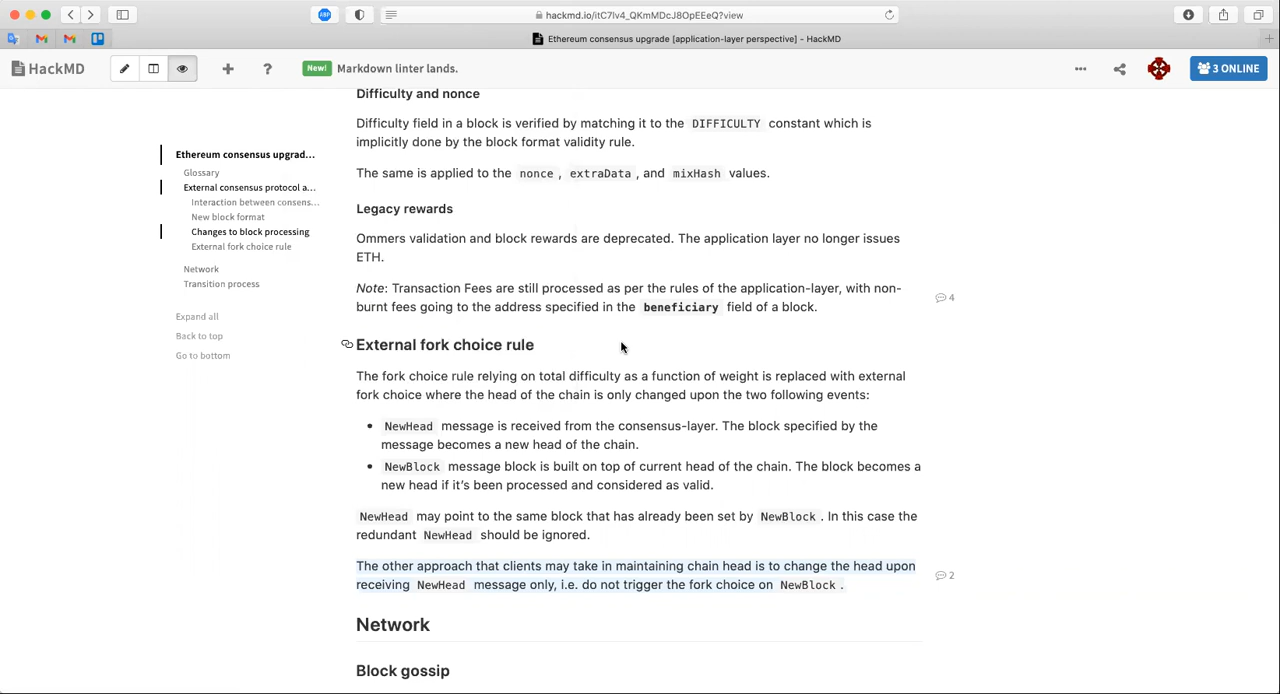 hackmd.io/itC7lv4_QKmMDcJ8OpEEeQ?view
Ethereum consensus upgrade [application-layer perspective] - HackMD
HackMD
New! Markdown linter lands.
3 ONLINE
Ethereum consensus upgrad...
Glossary
External consensus protocol a...
Interaction between consens...
New block format
Changes to block processing
External fork choice rule
Network
Transition process
Expand all
Back to top
Go to bottom
Difficulty and nonce
Difficulty field in a block is verified by matching it to the DIFFICULTY constant which is
implicitly done by the block format validity rule.
The same is applied to the nonce, extraData, and mixHash values.
Legacy rewards
Ommers validation and block rewards are deprecated. The application layer no longer issues
ETH.
Note: Transaction Fees are still processed as per the rules of the application-layer, with non-
burnt fees going to the address specified in the beneficiary field of a block.
4
External fork choice rule
The fork choice rule relying on total difficulty as a function of weight is replaced with external
fork choice where the head of the chain is only changed upon the two following events:
• NewHead message is received from the consensus-layer. The block specified by the
message becomes a new head of the chain.
• NewBlock message block is built on top of current head of the chain. The block becomes a
new head if it's been processed and considered as valid.
NewHead may point to the same block that has already been set by NewBlock. In this case the
redundant NewHead should be ignored.
The other approach that clients may take in maintaining chain head is to change the head upon
receiving NewHead message only, i.e. do not trigger the fork choice on NewBlock.
2
Network
Block gossip